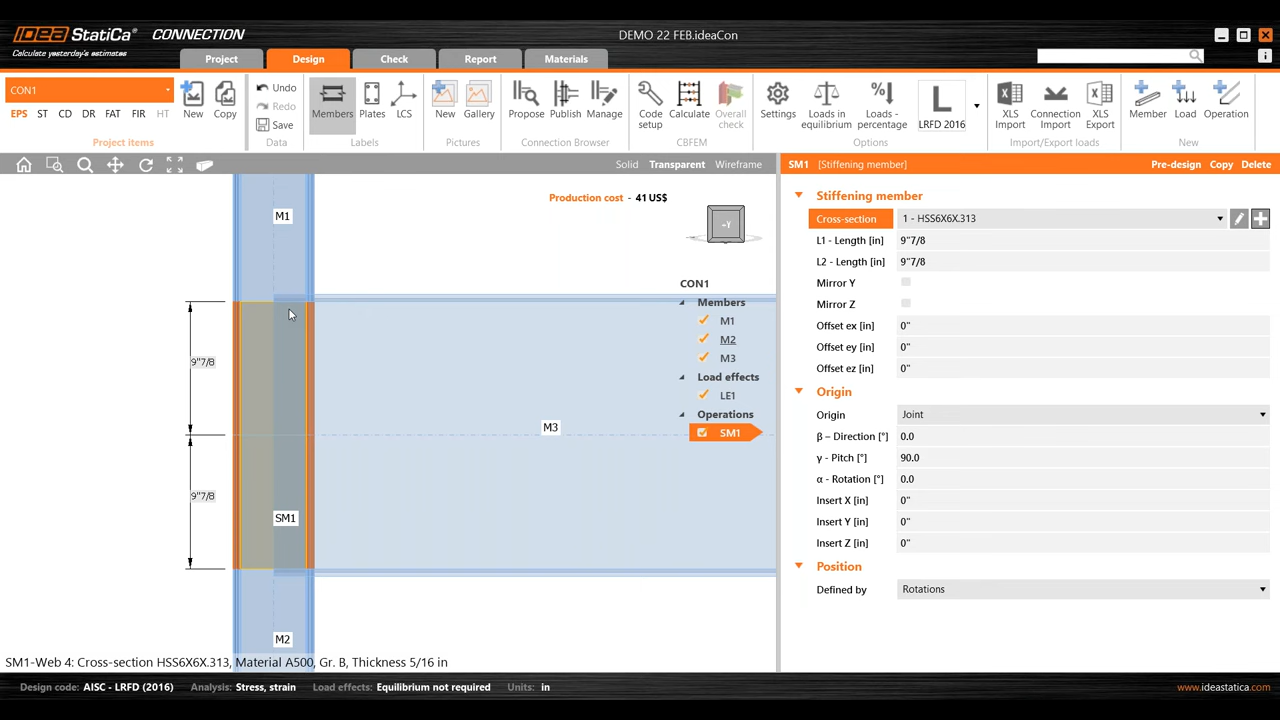 IDEA StatiCa® CONNECTION
Calculate yesterday's estimates
DEMO 22 FEB.ideaCon
Project Design Check Report Materials
CON1
EPS ST CD DR FAT FIR HT
New Copy
Project items
Undo
Redo
Save
Data
Members Plates LCS
Labels
New Gallery
Pictures
Propose Publish Manage
Connection Browser
Code setup Calculate Overall check
CBFEM
Settings Loads in equilibrium Loads - percentage LRFD 2016
Options
XLS Import Connection Import XLS Export
Import/Export loads
Member Load Operation
New
Solid Transparent Wireframe
SM1 [Stiffening member] Pre-design Copy Delete
Production cost - 41 US$
+Y
M1
9"7/8
9"7/8
M3
SM1
M2
CON1
Members
M1
M2
M3
Load effects
LE1
Operations
SM1
Stiffening member
Cross-section 1 - HSS6X6X.313
L1 - Length [in] 9"7/8
L2 - Length [in] 9"7/8
Mirror Y
Mirror Z
Offset ex [in] 0"
Offset ey [in] 0"
Offset ez [in] 0"
Origin
Origin Joint
β – Direction [°] 0.0
γ - Pitch [°] 90.0
α - Rotation [°] 0.0
Insert X [in] 0"
Insert Y [in] 0"
Insert Z [in] 0"
Position
Defined by Rotations
SM1-Web 4: Cross-section HSS6X6X.313, Material A500, Gr. B, Thickness 5/16 in
Design code: AISC - LRFD (2016) Analysis: Stress, strain Load effects: Equilibrium not required Units: in
www.ideastatica.com